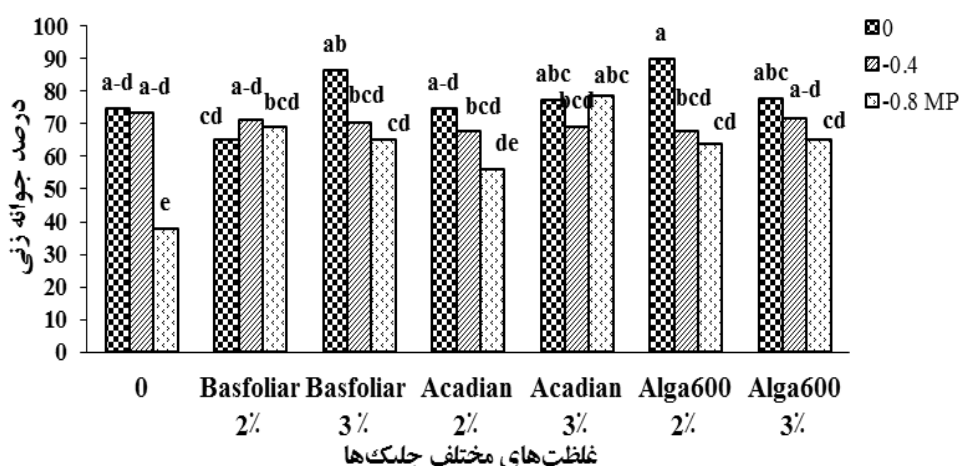 درصد جوانه زنی
100
90
80
70
60
50
40
30
20
10
0
a-d a-d e
cd a-d bcd
ab bcd cd
a-d bcd de
abc bcd abc
a bcd cd
abc a-d cd
0
-0.4
-0.8 MP
0 Basfoliar Basfoliar Acadian Acadian Alga600 Alga600
2٪ 3٪ 2٪ 3٪ 2٪ 3٪
غلظت‌های مختلف جلبک‌ها